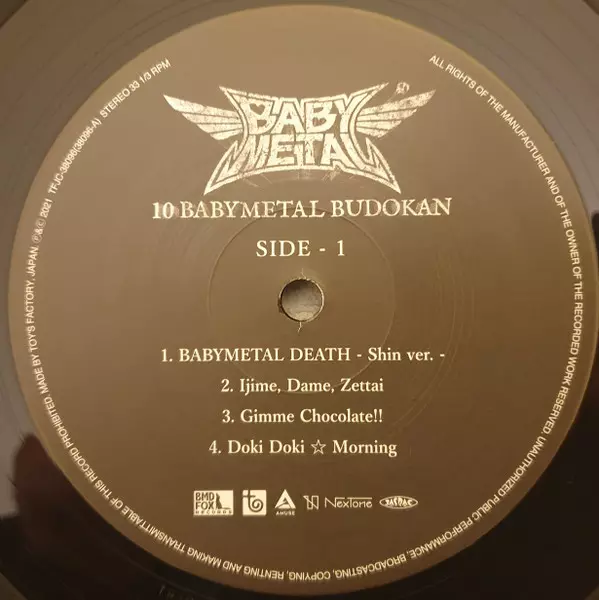 BABY
METAL
10 BABYMETAL BUDOKAN
SIDE - 1
1. BABYMETAL DEATH - Shin ver. -
2. Ijime, Dame, Zettai
3. Gimme Chocolate!!
4. Doki Doki ☆ Morning
BMD
FOX
RECORDS
AMUSE
NexTone
JASRAC
ALL RIGHTS OF THE MANUFACTURER AND OF THE OWNER OF THE RECORDED WORK RESERVED. UNAUTHORIZED PUBLIC PERFORMANCE, BROADCASTING, COPYING, RENTING AND MAKING TRANSMITTABLE OF THIS RECORD PROHIBITED. MADE BY TOY'S FACTORY, JAPAN. ℗&© 2021 TFJC-38096(38096-A) STEREO 33 1/3 RPM